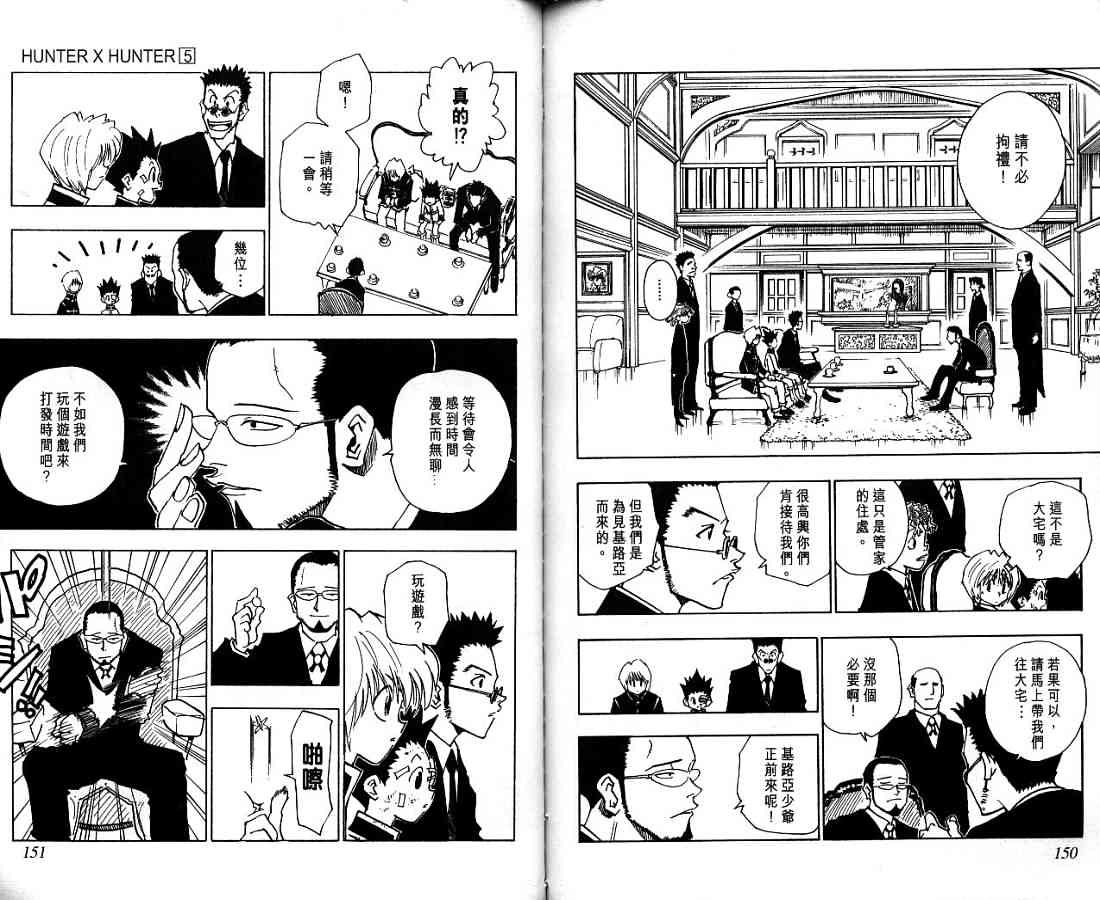 HUNTER X HUNTER 5
請不必
拘禮！
……
這不是
大宅嗎？
這只是管家
的住處。
很高興你們
肯接待我們。
但我們是
為見基路亞
而來的。
若果可以，
請馬上帶我們
往大宅…
沒那個
必要啊！
基路亞少爺
正前來呢！
150
真的!?
嗯！
請稍等
一會。
幾位…
等待會令人
感到時間
漫長而無聊…
不如我們
玩個遊戲來
打發時間吧？
玩遊戲？
啪嚓
151